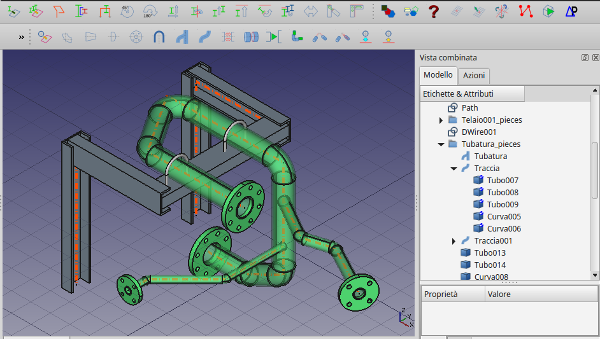 »
Vista combinata
Modello
Azioni
Etichette & Attributi
Path
Telaio001_pieces
DWire001
Tubatura_pieces
Tubatura
Traccia
Tubo007
Tubo008
Tubo009
Curva005
Curva006
Traccia001
Tubo013
Tubo014
Curva008
Proprietà
Valore